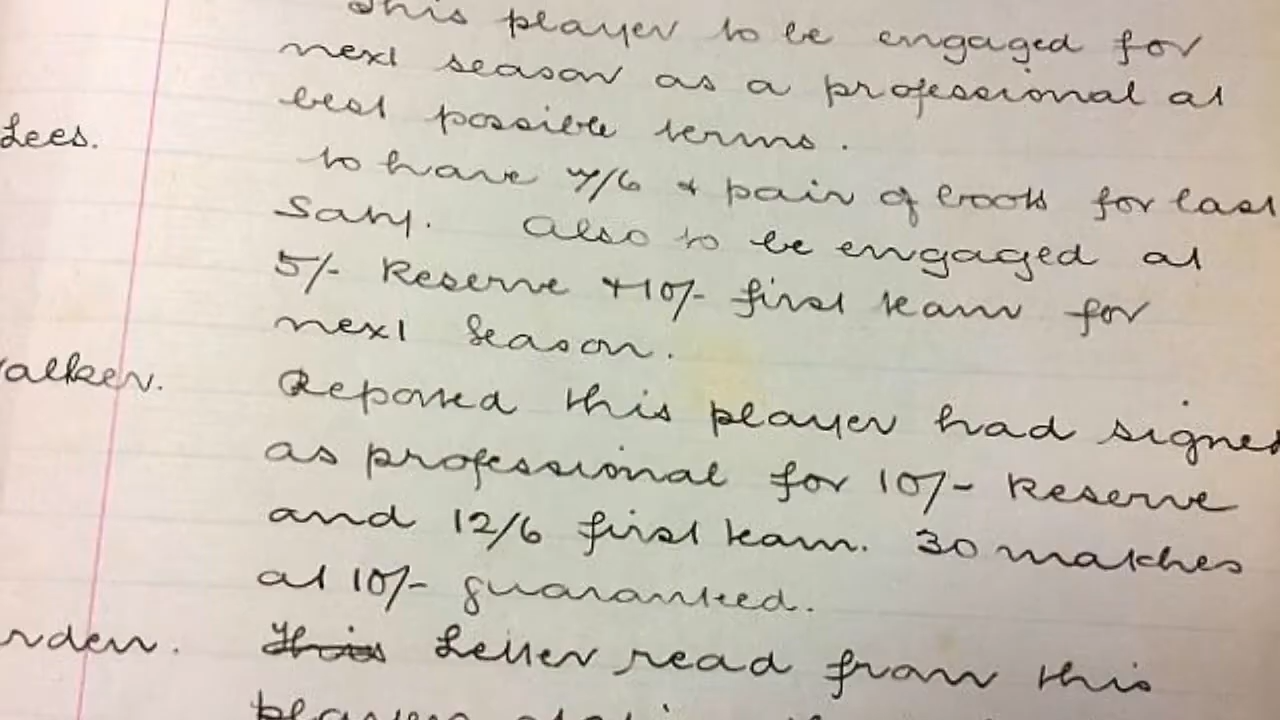 This player to be engaged for
next season as a professional at
best possible terms.
Lees. to have 7/6 & pair of boots for last
Saty. Also to be engaged at
5/- Reserve & 10/- first team for
next Season.
alker. Reported this player had signed
as professional for 10/- Reserve
and 12/6 first team. 30 matches
at 10/- guaranteed.
rden. This Letter read from this